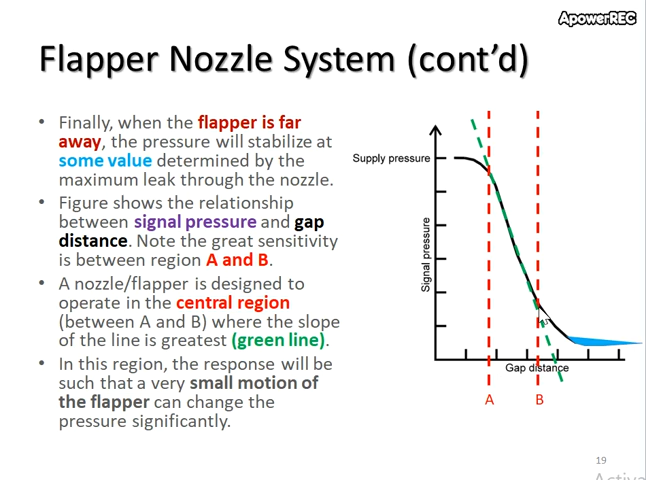 ApowerREC
Flapper Nozzle System (cont'd)
• Finally, when the flapper is far
away, the pressure will stabilize at
some value determined by the
maximum leak through the nozzle.
• Figure shows the relationship
between signal pressure and gap
distance. Note the great sensitivity
is between region A and B.
• A nozzle/flapper is designed to
operate in the central region
(between A and B) where the slope
of the line is greatest (green line).
• In this region, the response will be
such that a very small motion of
the flapper can change the
pressure significantly.
Supply pressure
Signal pressure
Gap distance
A
B
19